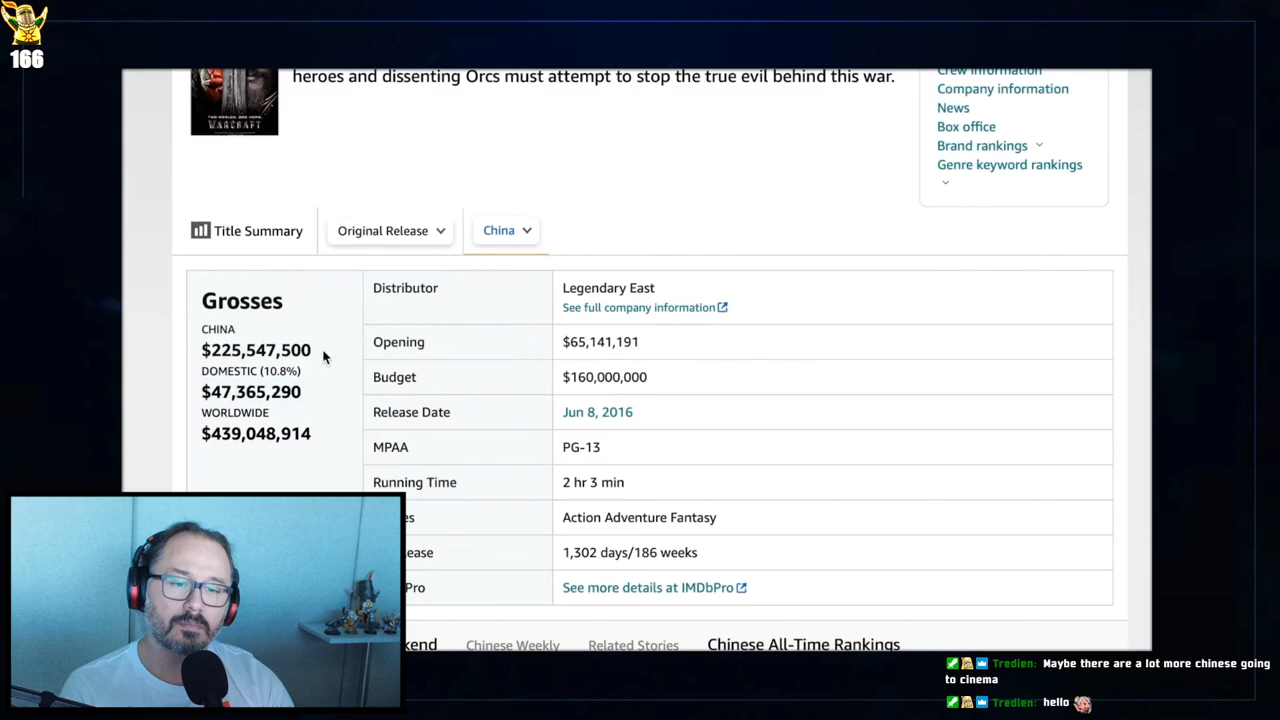 166
heroes and dissenting Orcs must attempt to stop the true evil behind this war.
WARCRAFT
Crew information
Company information
News
Box office
Brand rankings
Genre keyword rankings
Title Summary
Original Release
China
Grosses
CHINA
$225,547,500
DOMESTIC (10.8%)
$47,365,290
WORLDWIDE
$439,048,914
Distributor
Legendary East
See full company information
Opening
$65,141,191
Budget
$160,000,000
Release Date
Jun 8, 2016
MPAA
PG-13
Running Time
2 hr 3 min
Action Adventure Fantasy
1,302 days/186 weeks
Pro
See more details at IMDbPro
Chinese Weekly
Related Stories
Chinese All-Time Rankings
Tredien: Maybe there are a lot more chinese going
to cinema
Tredien: hello